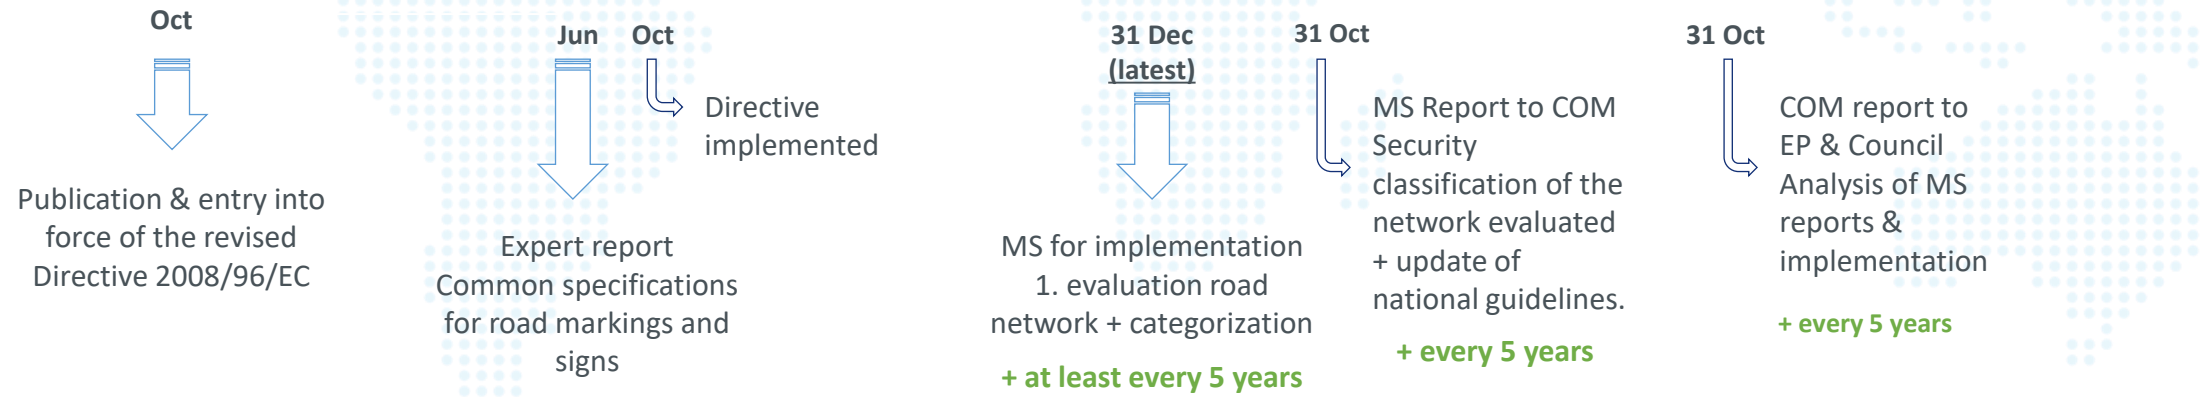 Oct
Publication & entry into
force of the revised
Directive 2008/96/EC
Jun
Expert report
Common specifications
for road markings and
signs
Oct
Directive
implemented
31 Dec
(latest)
MS for implementation
1. evaluation road
network + categorization
+ at least every 5 years
31 Oct
MS Report to COM
Security
classification of the
network evaluated
+ update of
national guidelines.
+ every 5 years
31 Oct
COM report to
EP & Council
Analysis of MS
reports &
implementation
+ every 5 years